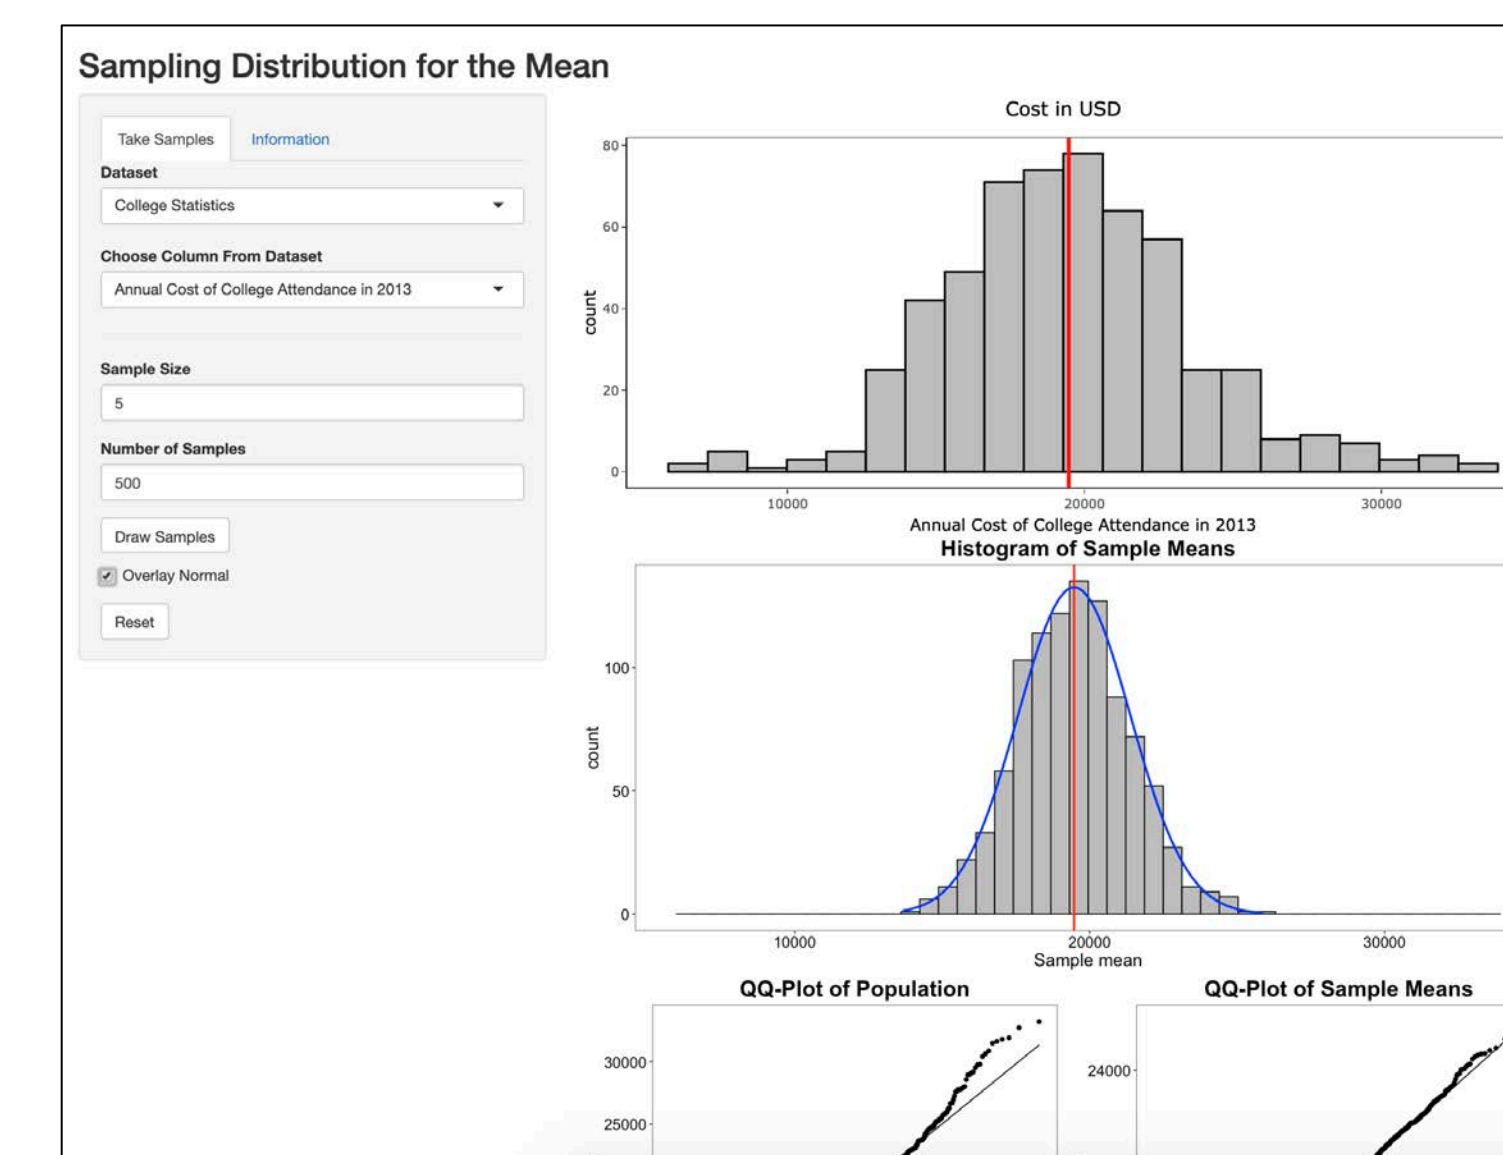 Sampling Distribution for the Mean
Take Samples
Information
Dataset
College Statistics
Choose Column From Dataset
Annual Cost of College Attendance in 2013
Sample Size
5
Number of Samples
500
Draw Samples
Overlay Normal
Reset
Cost in USD
80
60
40
20
0
count
10000 20000 30000
Annual Cost of College Attendance in 2013
Histogram of Sample Means
100
50
0
count
10000 20000 30000
Sample mean
QQ-Plot of Population
30000
25000
QQ-Plot of Sample Means
24000